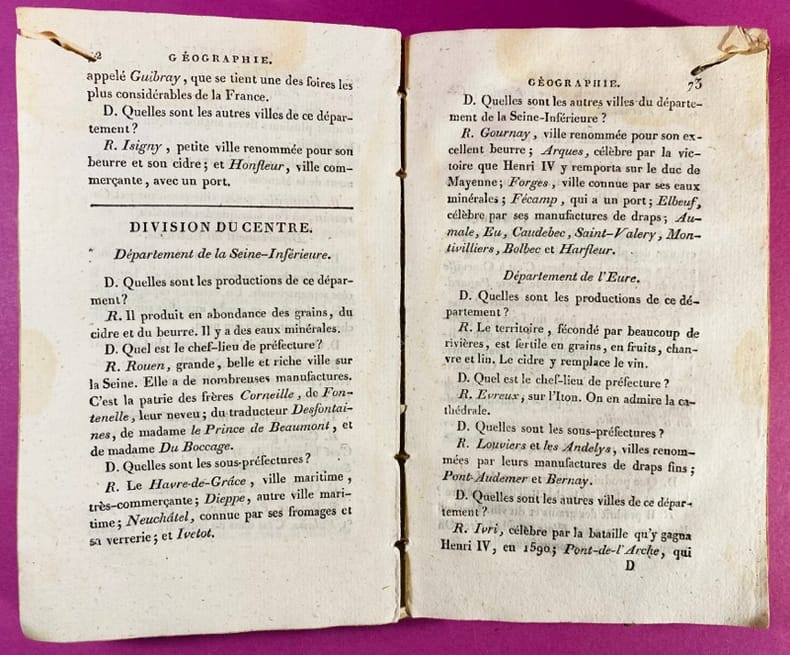 2 GÉOGRAPHIE.
appelé Guibray, que se tient une des foires les
plus considérables de la France.
D. Quelles sont les autres villes de ce dépar-
tement ?
R. Isigny, petite ville renommée pour son
beurre et son cidre ; et Honfleur, ville com-
merçante, avec un port.
DIVISION DU CENTRE.
Département de la Seine-Inférieure.
D. Quelles sont les productions de ce dépar-
ment ?
R. Il produit en abondance des grains, du
cidre et du beurre. Il y a des eaux minérales.
D. Quel est le chef-lieu de préfecture ?
R. Rouen, grande, belle et riche ville sur
la Seine. Elle a de nombreuses manufactures.
C'est la patrie des frères Corneille, de Fon-
tenelle, leur neveu ; du traducteur Desfontai-
nes, de madame le Prince de Beaumont, et
de madame Du Boccage.
D. Quelles sont les sous-préfectures ?
R. Le Havre-de-Grâce, ville maritime,
très-commerçante ; Dieppe, autre ville mari-
time ; Neuchâtel, connue par ses fromages et
sa verrerie ; et Ivetot.
GÉOGRAPHIE. 73
D. Quelles sont les autres villes du départe-
ment de la Seine-Inférieure ?
R. Gournay, ville renommée pour son ex-
cellent beurre ; Arques, célèbre par la vic-
toire que Henri IV y remporta sur le duc de
Mayenne ; Forges, ville connue par ses eaux
minérales ; Fécamp, qui a un port ; Elbeuf,
célèbre par ses manufactures de draps ; Au-
male, Eu, Caudebec, Saint-Valery, Mon-
tivilliers, Bolbec et Harfleur.
Département de l'Eure.
D. Quelles sont les productions de ce dé-
partement ?
R. Le territoire, fécondé par beaucoup de
rivières, est fertile en grains, en fruits, chan-
vre et lin. Le cidre y remplace le vin.
D. Quel est le chef-lieu de préfecture ?
R. Evreux, sur l'Iton. On en admire la ca-
thédrale.
D. Quelles sont les sous-préfectures ?
R. Louviers et les Andelys, villes renom-
mées par leurs manufactures de draps fins ;
Pont-Audemer et Bernay.
D. Quelles sont les autres villes de ce dépar-
tement ?
R. Ivri, célèbre par la bataille qu'y gagna
Henri IV, en 1590 ; Pont-de-l'Arche, qui
D